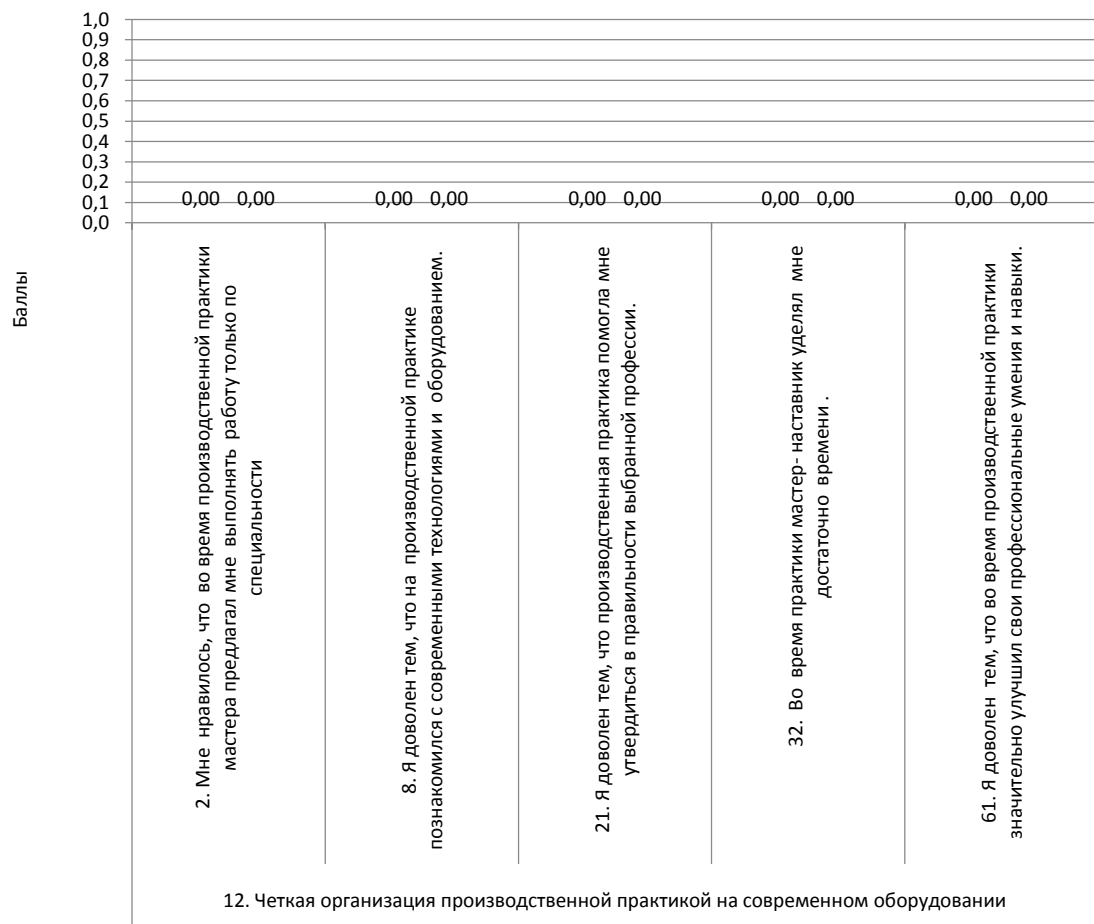 1,0
0,9
0,8
0,7
0,6
0,5
0,4
0,3
0,2
0,1
0,0
Баллы
0,00 0,00
0,00 0,00
0,00 0,00
0,00 0,00
0,00 0,00
2. Мне нравилось, что во время производственной практики
мастера предлагал мне выполнять работу только по
специальности
8. Я доволен тем, что на производственной практике
познакомился с современными технологиями и оборудованием.
21. Я доволен тем, что производственная практика помогла мне
утвердиться в правильности выбранной профессии.
32. Во время практики мастер- наставник уделял мне
достаточно времени .
61. Я доволен тем, что во время производственной практики
значительно улучшил свои профессиональные умения и навыки.
12. Четкая организация производственной практикой на современном оборудовании